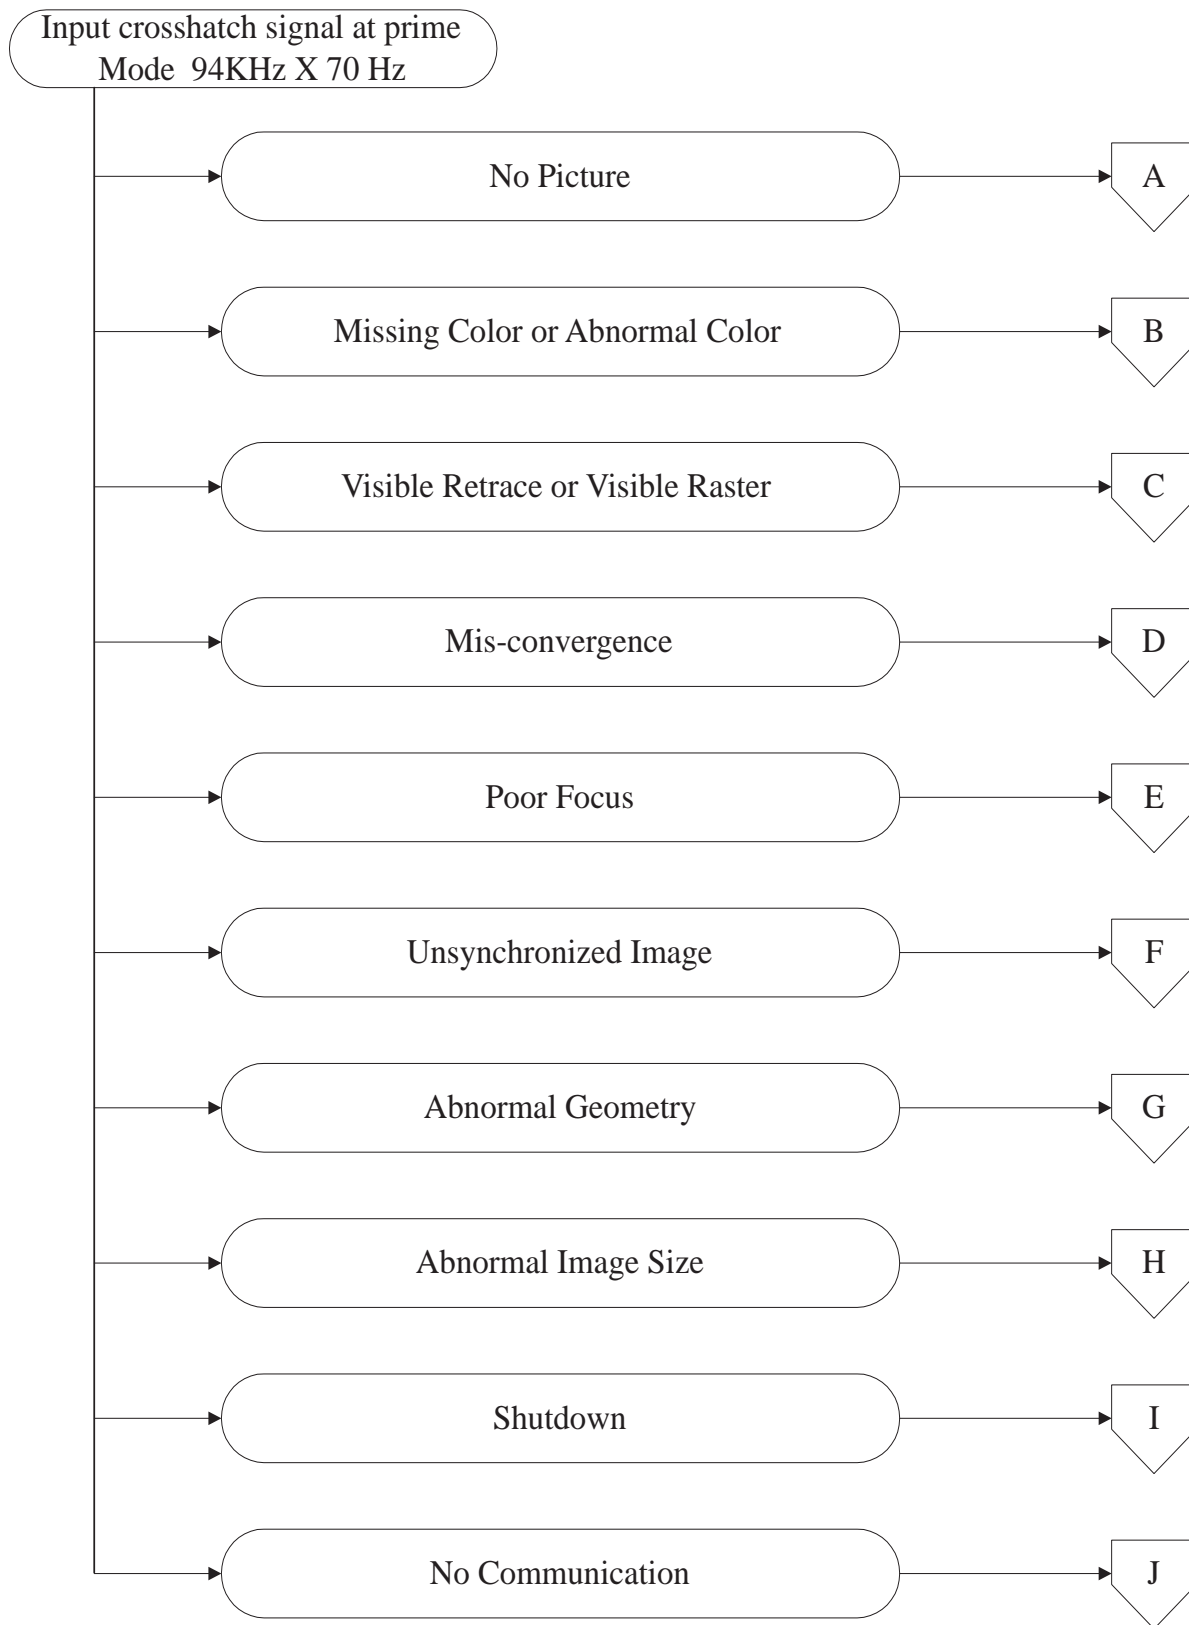 Input crosshatch signal at prime
Mode 94KHz X 70 Hz
No Picture
A
Missing Color or Abnormal Color
B
Visible Retrace or Visible Raster
C
Mis-convergence
D
Poor Focus
E
Unsynchronized Image
F
Abnormal Geometry
G
Abnormal Image Size
H
Shutdown
I
No Communication
J